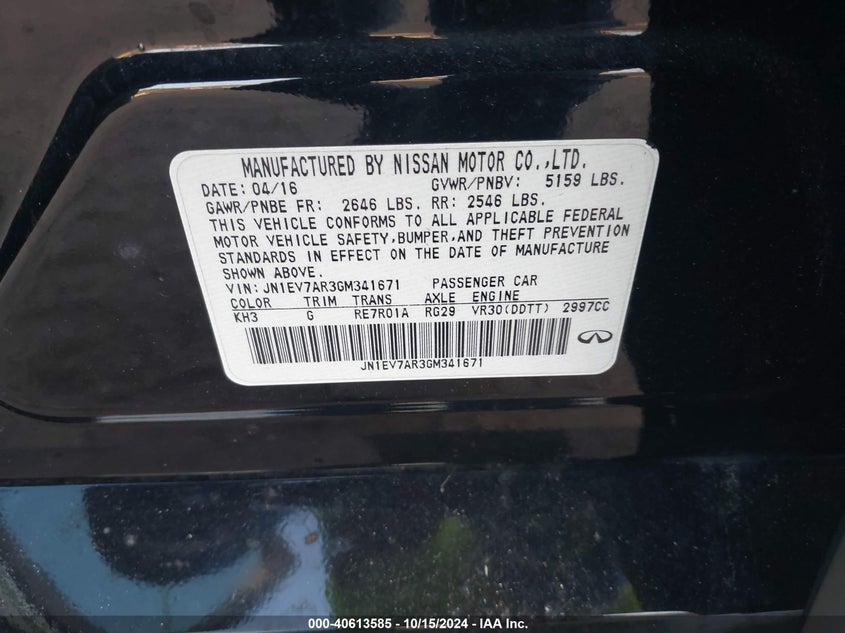 MANUFACTURED BY NISSAN MOTOR CO.,LTD.
DATE: 04/16 GVWR/PNBV: 5159 LBS.
GAWR/PNBE FR: 2646 LBS. RR: 2546 LBS.
THIS VEHICLE CONFORMS TO ALL APPLICABLE FEDERAL
MOTOR VEHICLE SAFETY,BUMPER,AND THEFT PREVENTION
STANDARDS IN EFFECT ON THE DATE OF MANUFACTURE
SHOWN ABOVE.
VIN: JN1EV7AR3GM341671 PASSENGER CAR
COLOR TRIM TRANS AXLE ENGINE
KH3 G RE7R01A RG29 VR30(DDTT) 2997CC
JN1EV7AR3GM341671
000-40613585 - 10/15/2024 - IAA Inc.